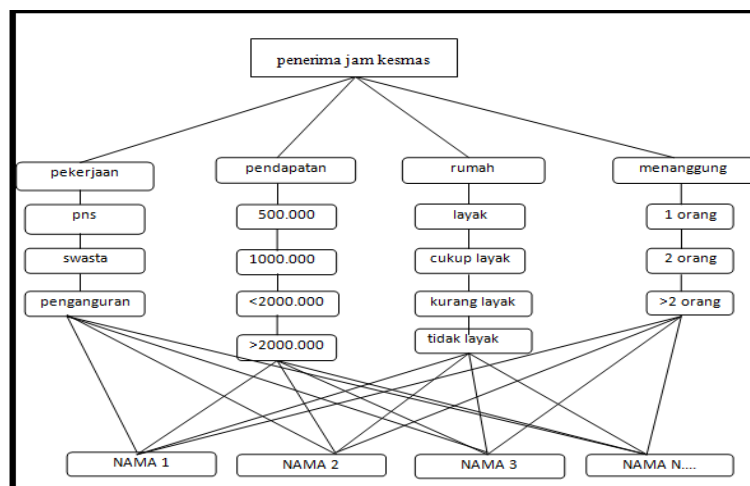 penerima jam kesmas
pekerjaan
pendapatan
rumah
menanggung
pns
500.000
layak
1 orang
swasta
1000.000
cukup layak
2 orang
penganguran
<2000.000
kurang layak
>2 orang
>2000.000
tidak layak
NAMA 1
NAMA 2
NAMA 3
NAMA N....